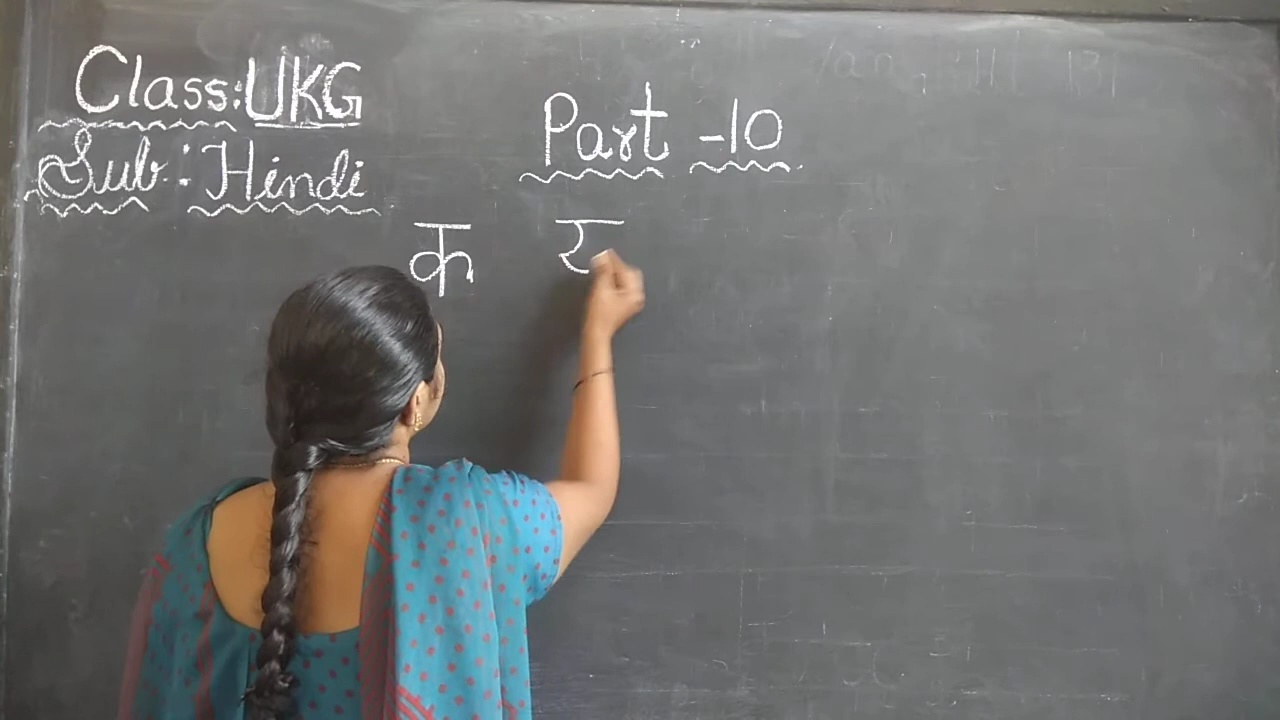 Class: UKG
Sub: Hindi
Part -10
क